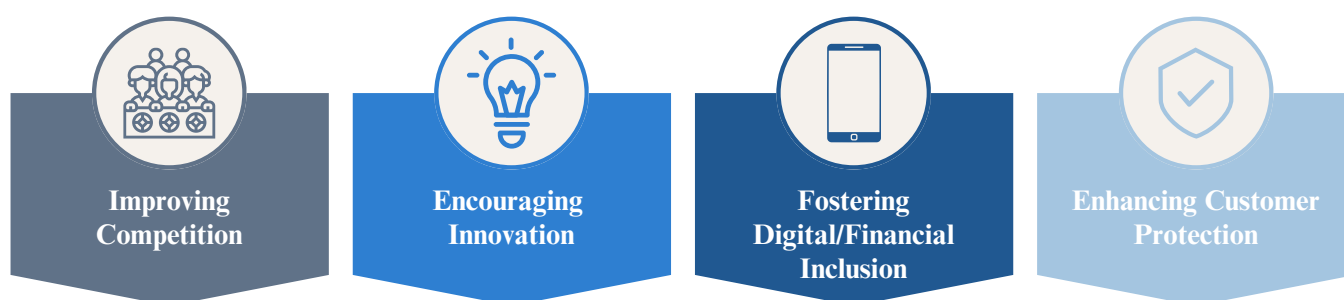 Improving
Competition
Encouraging
Innovation
Fostering
Digital/Financial
Inclusion
Enhancing Customer
Protection